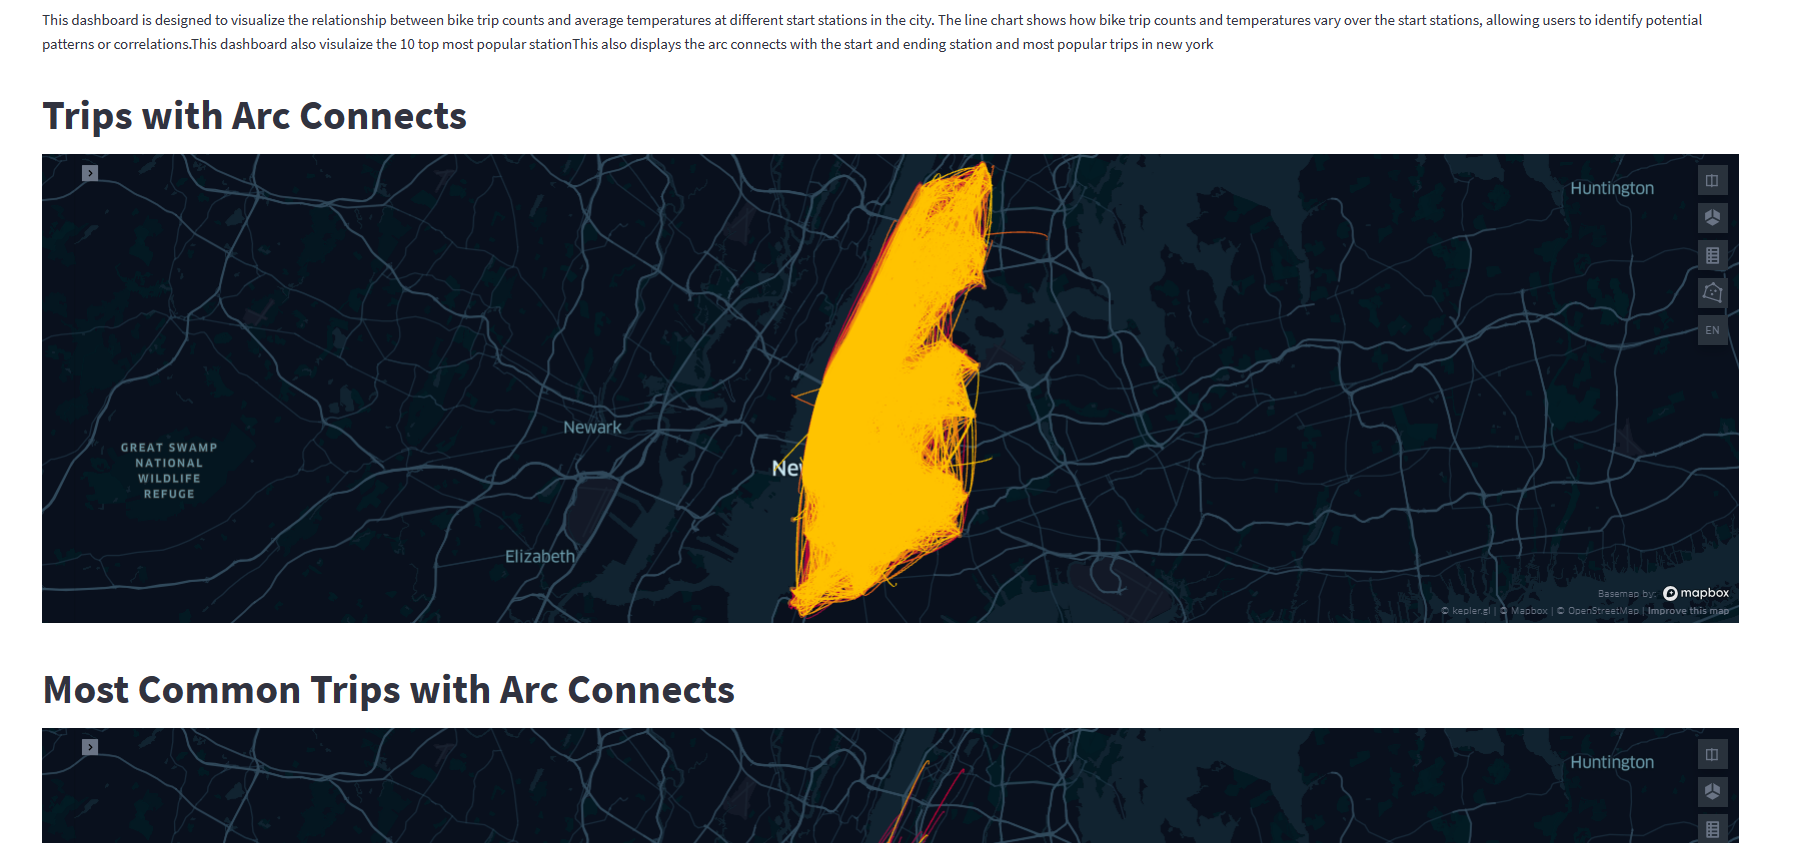 This dashboard is designed to visualize the relationship between bike trip counts and average temperatures at different start stations in the city. The line chart shows how bike trip counts and temperatures vary over the start stations, allowing users to identify potential
patterns or correlations.This dashboard also visulaize the 10 top most popular stationThis also displays the arc connects with the start and ending station and most popular trips in new york
Trips with Arc Connects
Huntington
EN
Newark
GREAT SWAMP
NATIONAL
WILDLIFE
REFUGE
Elizabeth
Basemap by: mapbox
© kepler.gl | © Mapbox | © OpenStreetMap | Improve this map
Most Common Trips with Arc Connects
Huntington